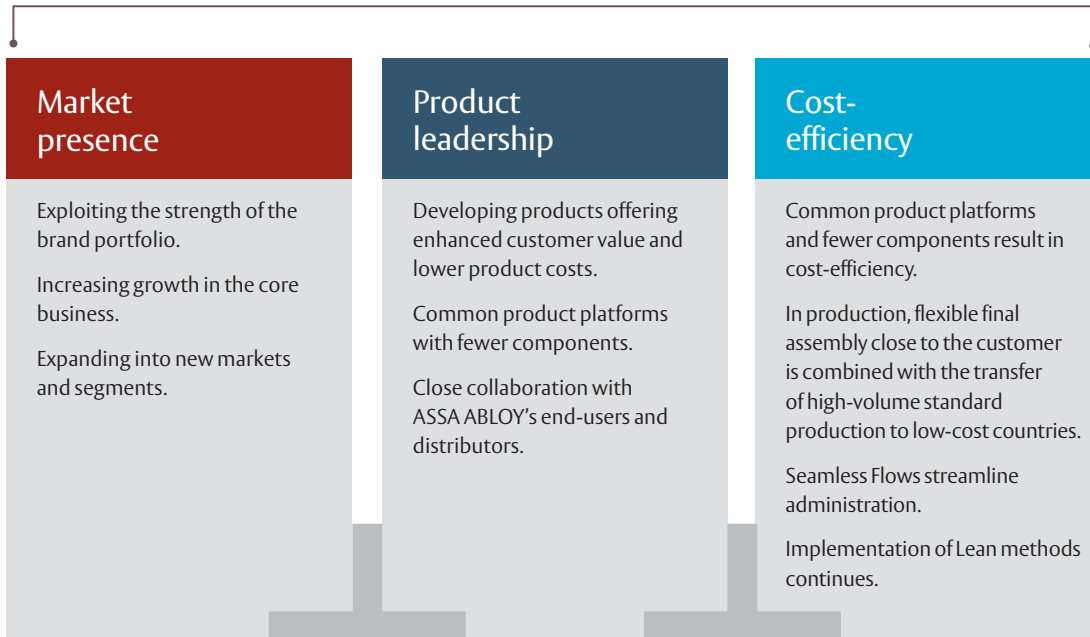 Market
presence
Exploiting the strength of the
brand portfolio.
Increasing growth in the core
business.
Expanding into new markets
and segments.
Product
leadership
Developing products offering
enhanced customer value and
lower product costs.
Common product platforms
with fewer components.
Close collaboration with
ASSA ABLOY’s end-users and
distributors.
Cost-
efficiency
Common product platforms
and fewer components result in
cost-efficiency.
In production, flexible final
assembly close to the customer
is combined with the transfer
of high-volume standard
production to low-cost countries.
Seamless Flows streamline
administration.
Implementation of Lean methods
continues.